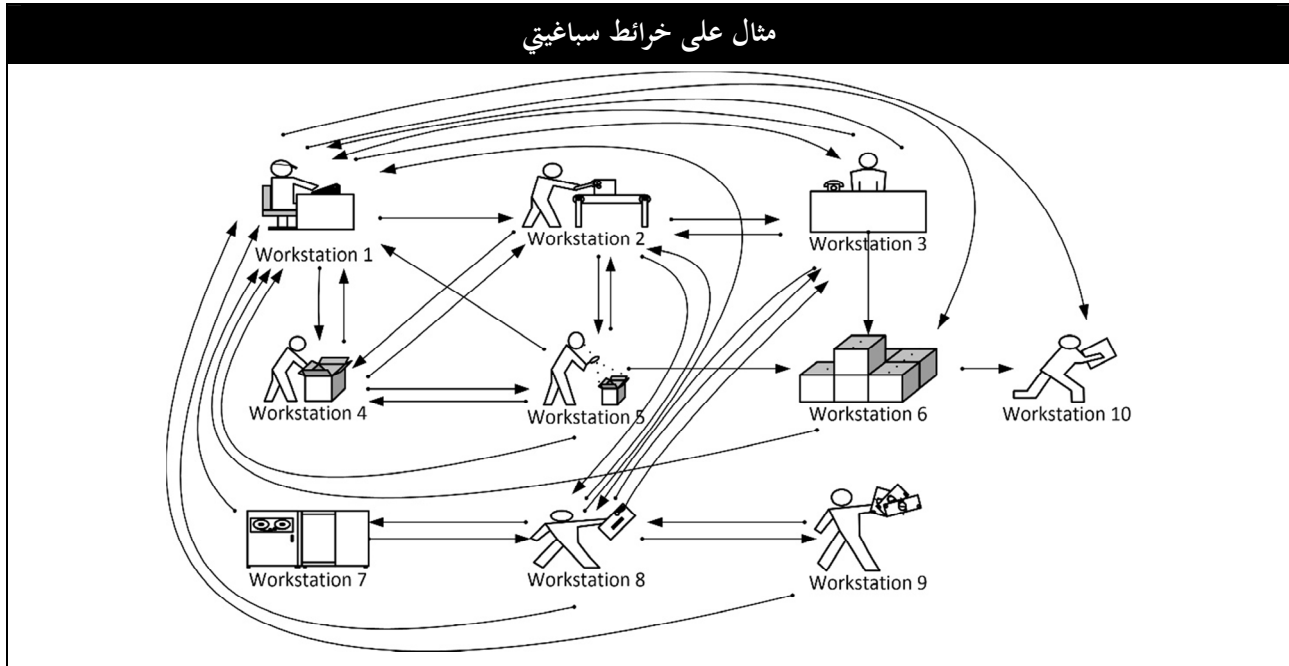 مثال على خرائط سباغيتي
Workstation 1
Workstation 2
Workstation 3
Workstation 4
Workstation 5
Workstation 6
Workstation 10
Workstation 7
Workstation 8
Workstation 9